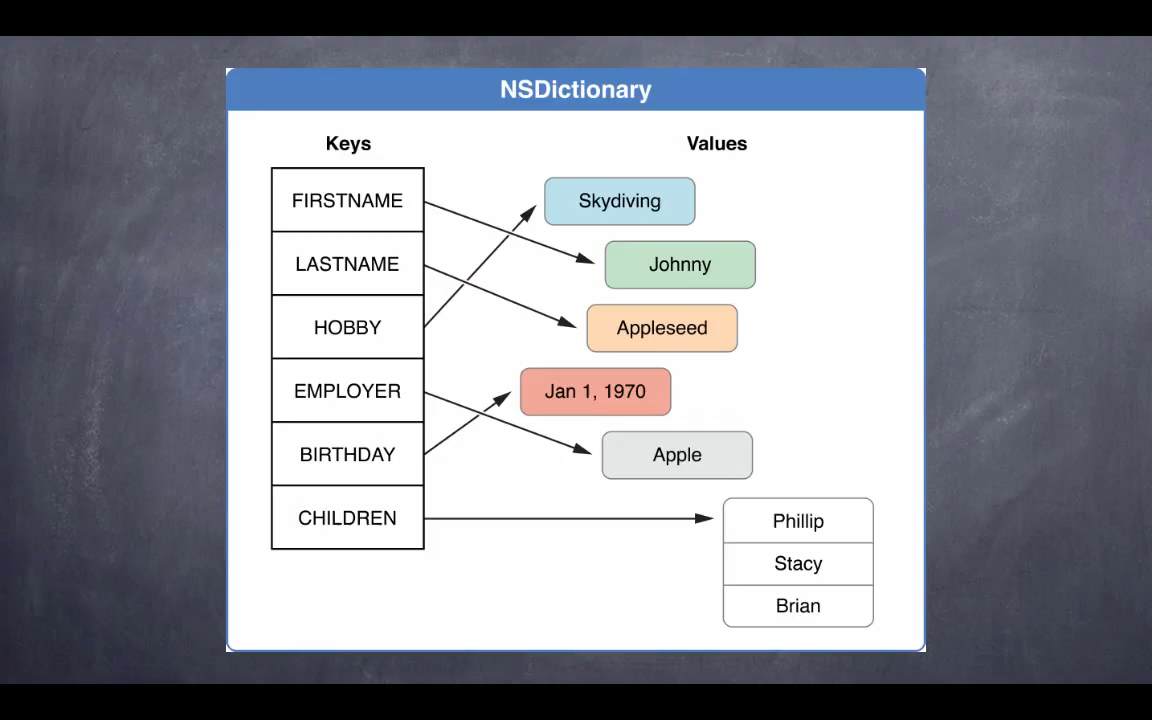 NSDictionary
Keys
Values
FIRSTNAME
Skydiving
LASTNAME
Johnny
HOBBY
Appleseed
EMPLOYER
Jan 1, 1970
BIRTHDAY
Apple
CHILDREN
Phillip
Stacy
Brian